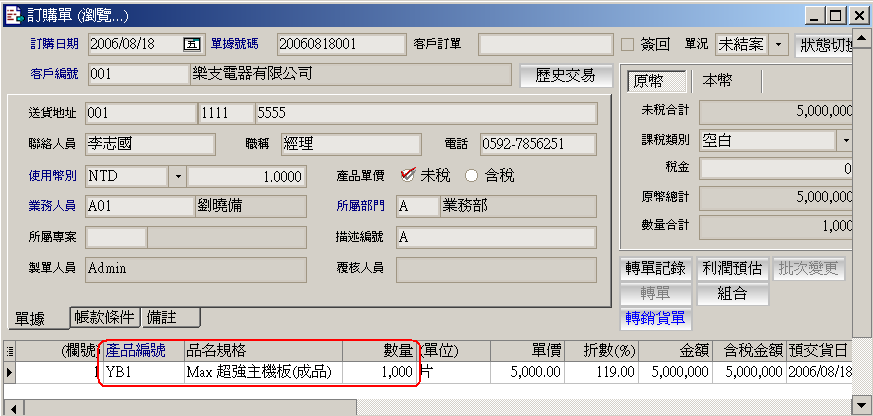 訂購單 (瀏覽...)
訂購日期 2006/08/18 五 單據號碼 20060818001 客戶訂單 簽回 單況 未結案 狀態切換
客戶編號 001 樂支電器有限公司 歷史交易
原幣 本幣
送貨地址 001 1111 5555
未稅合計 5,000,000
聯絡人員 李志國 職稱 經理 電話 0592-7856251
課稅類別 空白
使用幣別 NTD 1.0000 產品單價 未稅 含稅
稅金 0
業務人員 A01 劉曉備 所屬部門 A 業務部
原幣總計 5,000,000
所屬專案 描述編號 A
數量合計 1,000
製單人員 Admin 覆核人員
轉單記錄 利潤預估 批次變更
轉單 組合
單據 帳款條件 備註
轉銷貨單
(欄號) 產品編號 品名規格 數量 (單位) 單價 折數(%) 金額 含稅金額 預交貨日
1 YB1 Max 超強主機板(成品) 1,000 片 5,000.00 119.00 5,000,000 5,000,000 2006/08/18